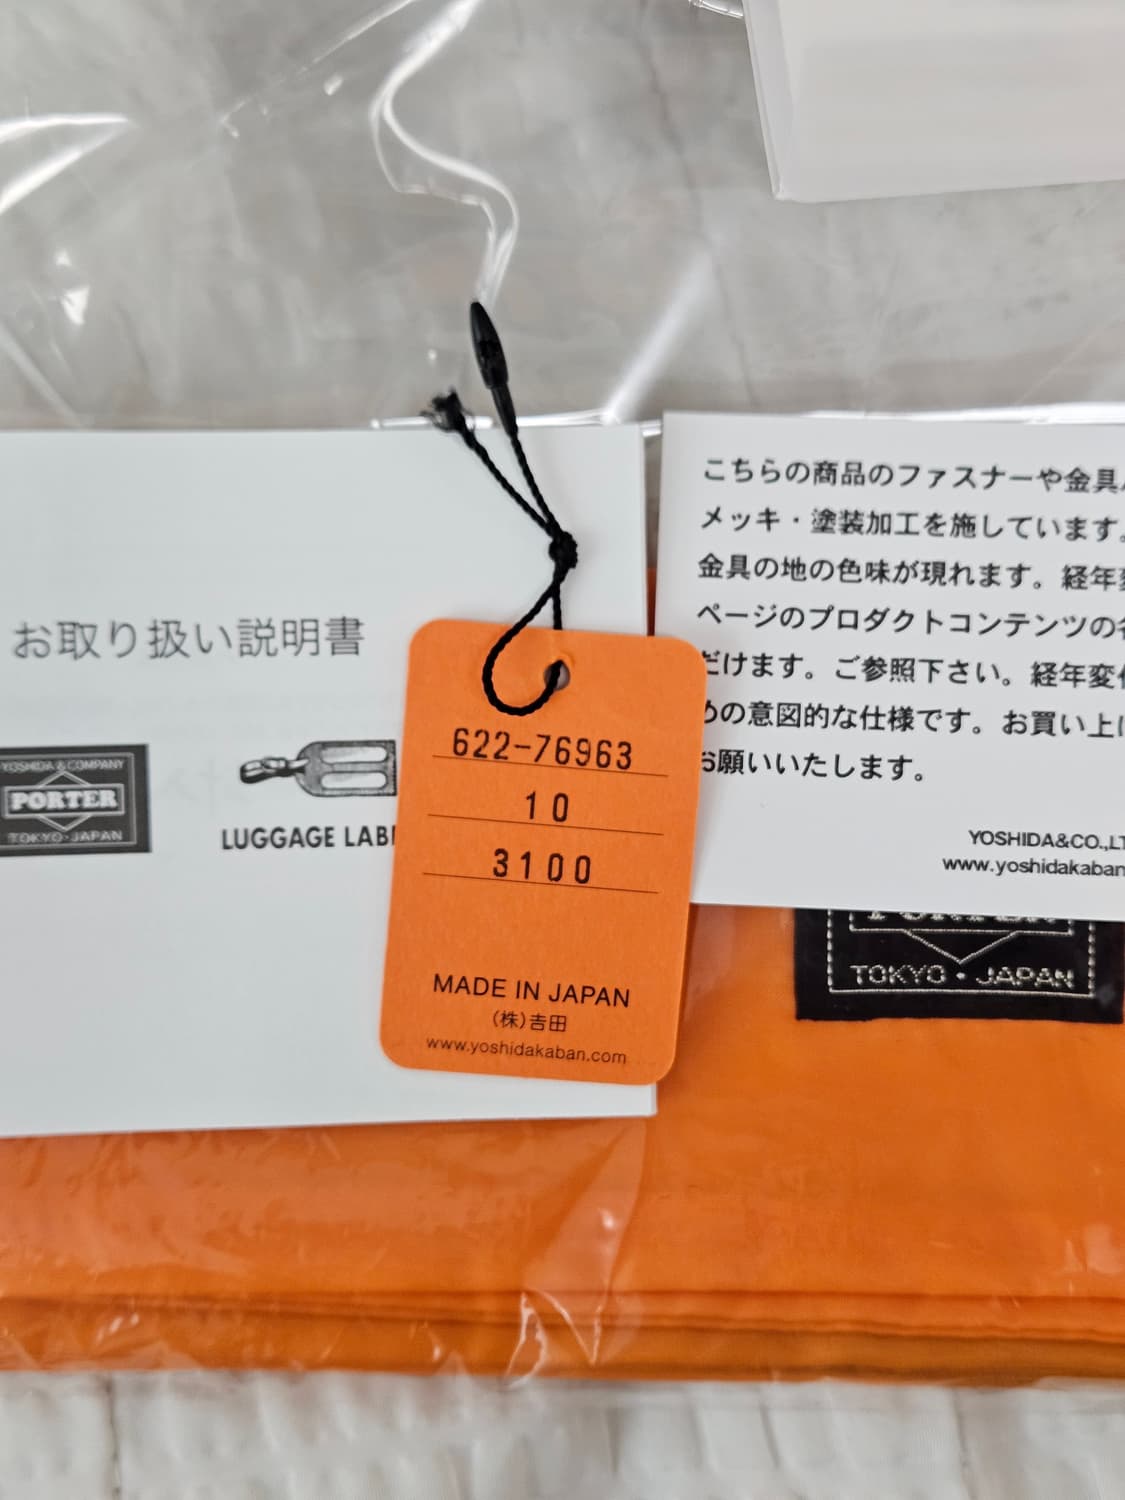 お取り扱い説明書
YOSHIDA & COMPANY
PORTER
TOKYO・JAPAN
LUGGAGE
622-76963
10
3100
MADE IN JAPAN
(株)吉田
www.yoshidakaban.com
こちらの商品のファスナーや金具
メッキ・塗装加工を施しています。
金具の地の色味が現れます。経年
ページのプロダクトコンテンツの
だけます。ご参照下さい。経年変
めの意図的な仕様です。お買い上
お願いいたします。
YOSHIDA&CO.,
www.yoshidakaban
PORTER
TOKYO・JAPAN